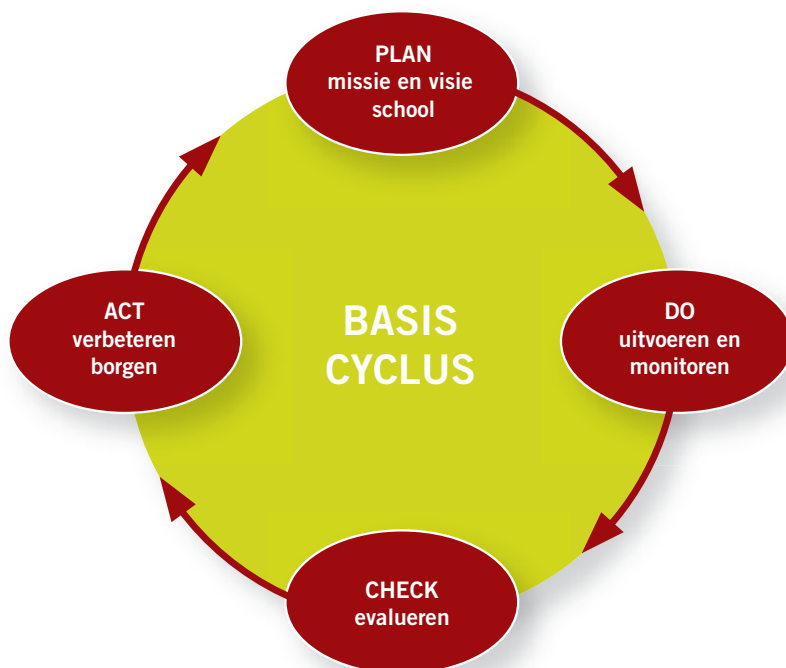 PLAN
missie en visie
school
ACT
verbeteren
borgen
BASIS
CYCLUS
DO
uitvoeren en
monitoren
CHECK
evalueren